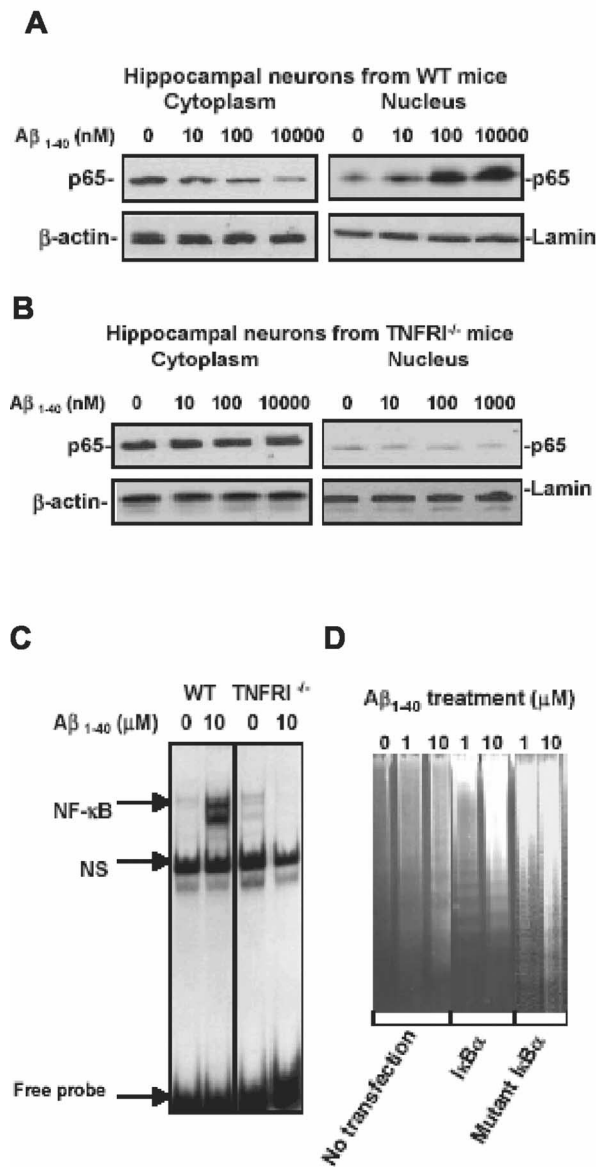 A
Hippocampal neurons from WT mice
Cytoplasm Nucleus
Aβ 1-40 (nM) 0 10 100 10000 0 10 100 10000
p65- -p65
β-actin- -Lamin
B
Hippocampal neurons from TNFRI-/- mice
Cytoplasm Nucleus
Aβ 1-40 (nM) 0 10 100 10000 0 10 100 1000
p65- -p65
β-actin- -Lamin
C
WT TNFRI -/-
Aβ 1-40 (μM) 0 10 0 10
NF-κB
NS
Free probe
D
Aβ1-40 treatment (μM)
0 1 10 1 10 1 10
No transfection
IκBα
Mutant IκBα